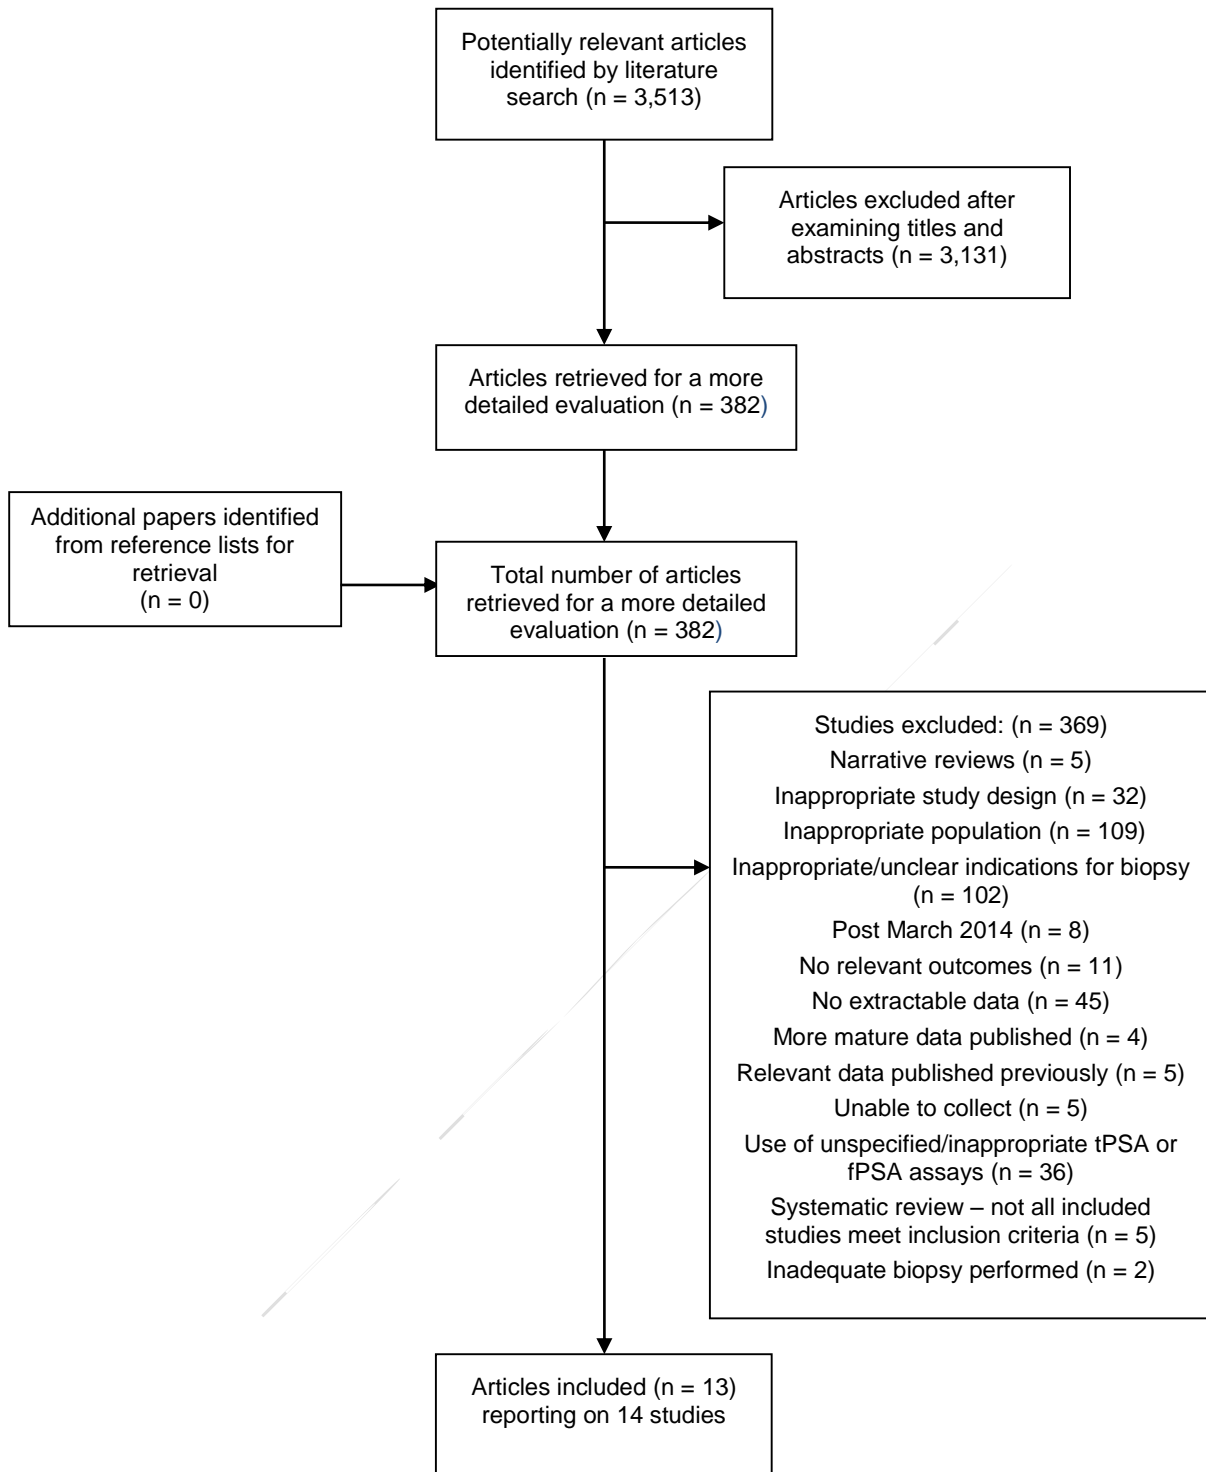 Potentially relevant articles
identified by literature
search (n = 3,513)
Articles excluded after
examining titles and
abstracts (n = 3,131)
Articles retrieved for a more
detailed evaluation (n = 382)
Additional papers identified
from reference lists for
retrieval
(n = 0)
Total number of articles
retrieved for a more detailed
evaluation (n = 382)
Studies excluded: (n = 369)
Narrative reviews (n = 5)
Inappropriate study design (n = 32)
Inappropriate population (n = 109)
Inappropriate/unclear indications for biopsy
(n = 102)
Post March 2014 (n = 8)
No relevant outcomes (n = 11)
No extractable data (n = 45)
More mature data published (n = 4)
Relevant data published previously (n = 5)
Unable to collect (n = 5)
Use of unspecified/inappropriate tPSA or
fPSA assays (n = 36)
Systematic review – not all included
studies meet inclusion criteria (n = 5)
Inadequate biopsy performed (n = 2)
Articles included (n = 13)
reporting on 14 studies